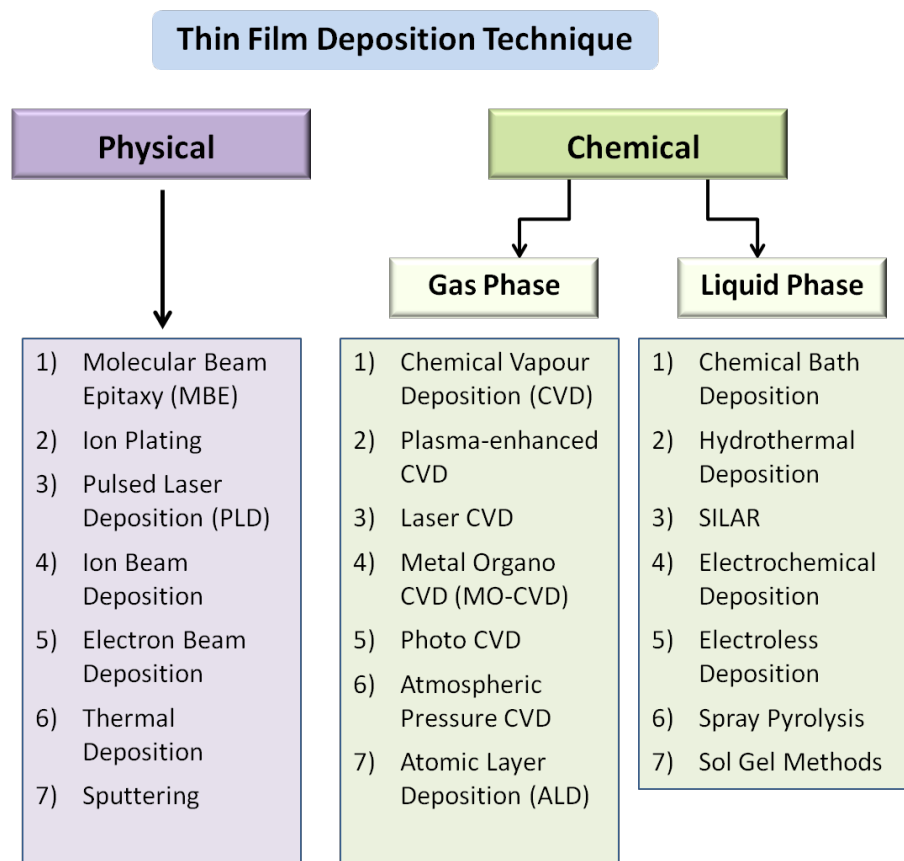 Thin Film Deposition Technique
Physical
Chemical
Gas Phase
Liquid Phase
1) Molecular Beam
Epitaxy (MBE)
2) Ion Plating
3) Pulsed Laser
Deposition (PLD)
4) Ion Beam
Deposition
5) Electron Beam
Deposition
6) Thermal
Deposition
7) Sputtering
1) Chemical Vapour
Deposition (CVD)
2) Plasma-enhanced
CVD
3) Laser CVD
4) Metal Organo
CVD (MO-CVD)
5) Photo CVD
6) Atmospheric
Pressure CVD
7) Atomic Layer
Deposition (ALD)
1) Chemical Bath
Deposition
2) Hydrothermal
Deposition
3) SILAR
4) Electrochemical
Deposition
5) Electroless
Deposition
6) Spray Pyrolysis
7) Sol Gel Methods